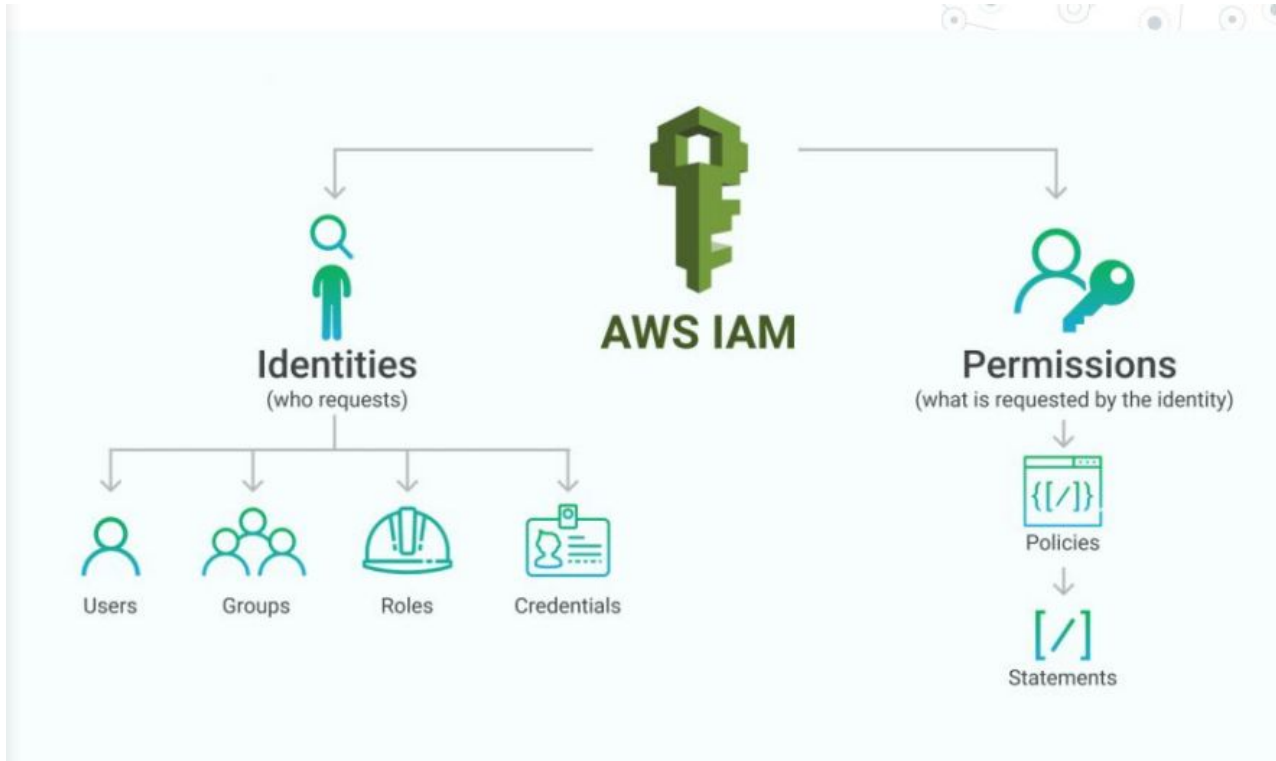 AWS IAM
Identities
(who requests)
Users
Groups
Roles
Credentials
Permissions
(what is requested by the identity)
{[/]}
Policies
[/]
Statements